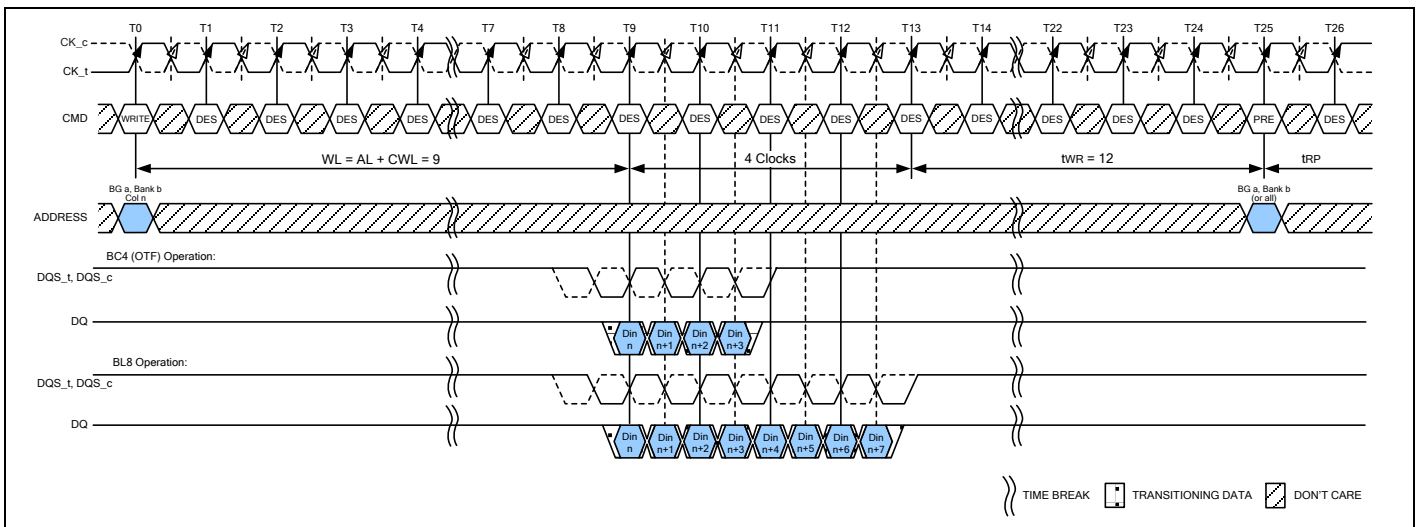 T0 T1 T2 T3 T4 T7 T8 T9 T10 T11 T12 T13 T14 T22 T23 T24 T25 T26
CK_c
CK_t
CMD WRITE DES DES DES DES DES DES DES DES DES DES DES DES DES DES DES PRE DES
WL = AL + CWL = 9 4 Clocks tWR = 12 tRP
BG a, Bank b
Col n
BG a, Bank b
(or all)
ADDRESS
BC4 (OTF) Operation:
DQS_t, DQS_c
DQ
Din n Din n+1 Din n+2 Din n+3
BL8 Operation:
DQS_t, DQS_c
DQ
Din n Din n+1 Din n+2 Din n+3 Din n+4 Din n+5 Din n+6 Din n+7
TIME BREAK TRANSITIONING DATA DON'T CARE